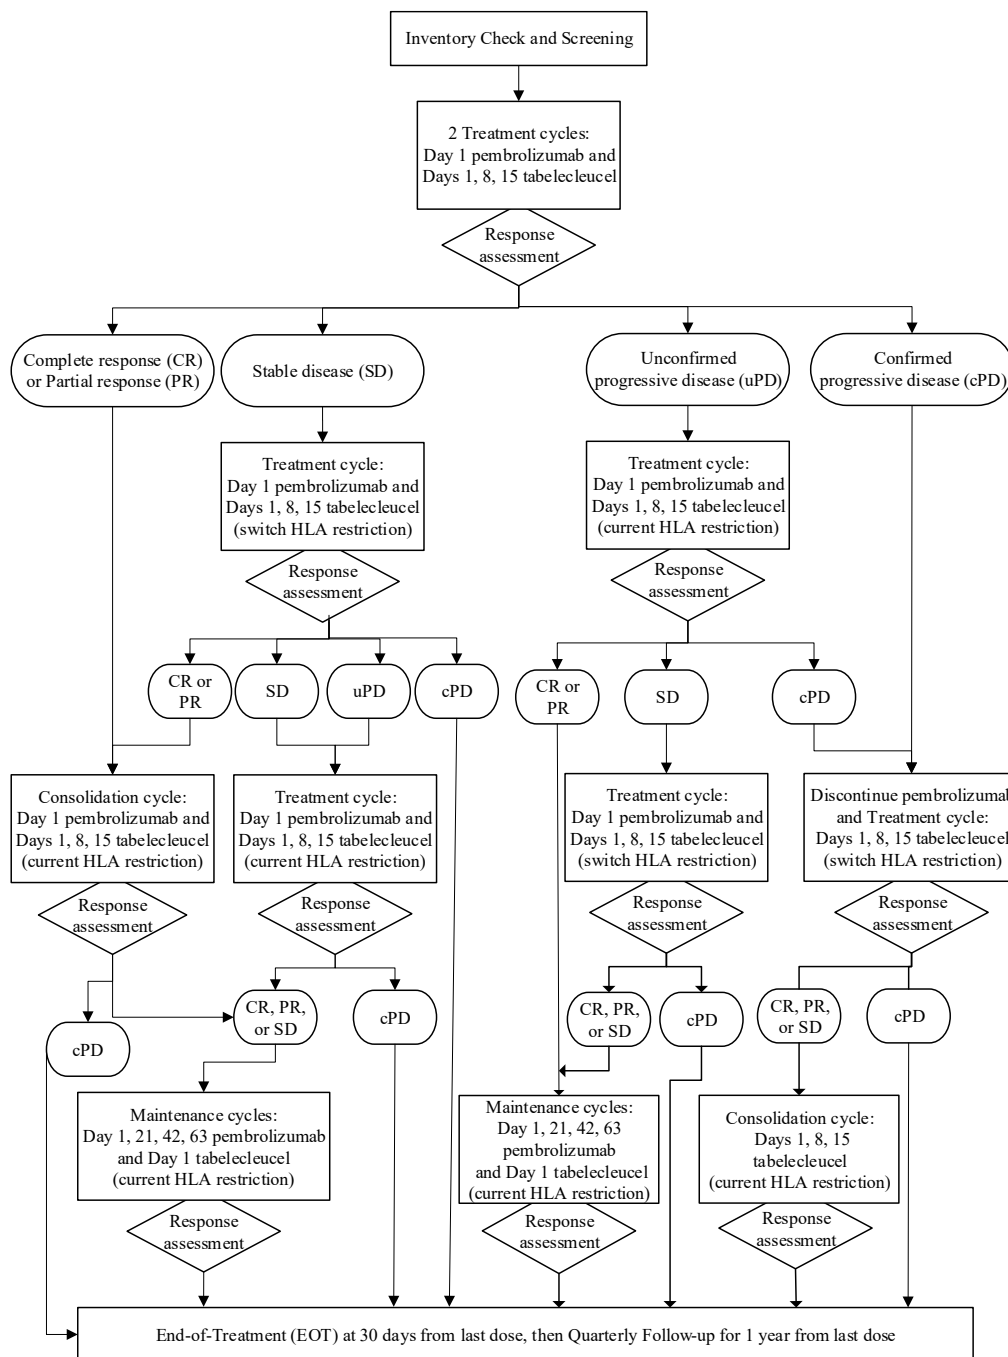 Inventory Check and Screening
2 Treatment cycles:
Day 1 pembrolizumab and
Days 1, 8, 15 tabelecleucel
Response
assessment
Complete response (CR)
or Partial response (PR)
Stable disease (SD)
Unconfirmed
progressive disease (uPD)
Confirmed
progressive disease (cPD)
Treatment cycle:
Day 1 pembrolizumab and
Days 1, 8, 15 tabelecleucel
(switch HLA restriction)
Treatment cycle:
Day 1 pembrolizumab and
Days 1, 8, 15 tabelecleucel
(current HLA restriction)
Response
assessment
Response
assessment
CR or
PR
SD
uPD
cPD
CR or
PR
SD
cPD
Consolidation cycle:
Day 1 pembrolizumab and
Days 1, 8, 15 tabelecleucel
(current HLA restriction)
Treatment cycle:
Day 1 pembrolizumab and
Days 1, 8, 15 tabelecleucel
(current HLA restriction)
Treatment cycle:
Day 1 pembrolizumab and
Days 1, 8, 15 tabelecleucel
(switch HLA restriction)
Discontinue pembrolizumab
and Treatment cycle:
Days 1, 8, 15 tabelecleucel
(switch HLA restriction)
Response
assessment
Response
assessment
Response
assessment
Response
assessment
cPD
CR, PR,
or SD
cPD
CR, PR,
or SD
cPD
CR, PR,
or SD
cPD
Maintenance cycles:
Day 1, 21, 42, 63 pembrolizumab
and Day 1 tabelecleucel
(current HLA restriction)
Maintenance cycles:
Day 1, 21, 42, 63
pembrolizumab
and Day 1 tabelecleucel
(current HLA restriction)
Consolidation cycle:
Days 1, 8, 15
tabelecleucel
(current HLA restriction)
Response
assessment
Response
assessment
Response
assessment
End-of-Treatment (EOT) at 30 days from last dose, then Quarterly Follow-up for 1 year from last dose